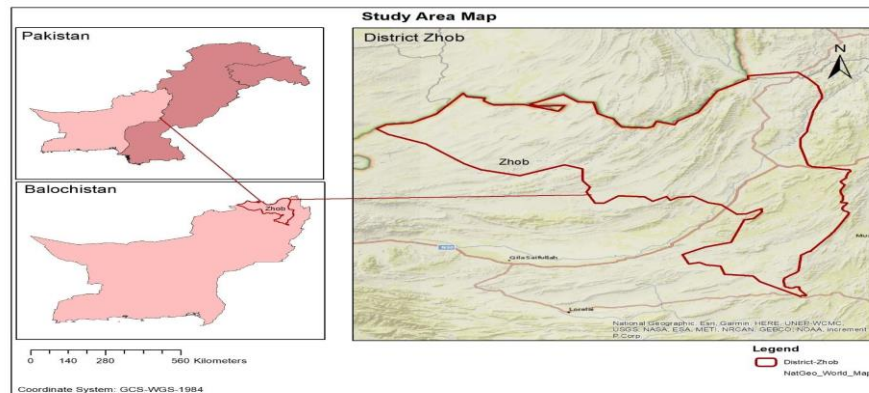 Study Area Map
Pakistan
District Zhob
N
Zhob
Balochistan
Zhob
Qila Saifullah
Loralai
National Geographic, Esri, Garmin, HERE, UNEP-WCMC,
USGS, NASA, ESA, METI, NRCAN, GEBCO, NOAA, increment
P Corp.
0 140 280 560 Kilometers
Legend
District-Zhob
NatGeo_World_Map
Coordinate System: GCS-WGS-1984